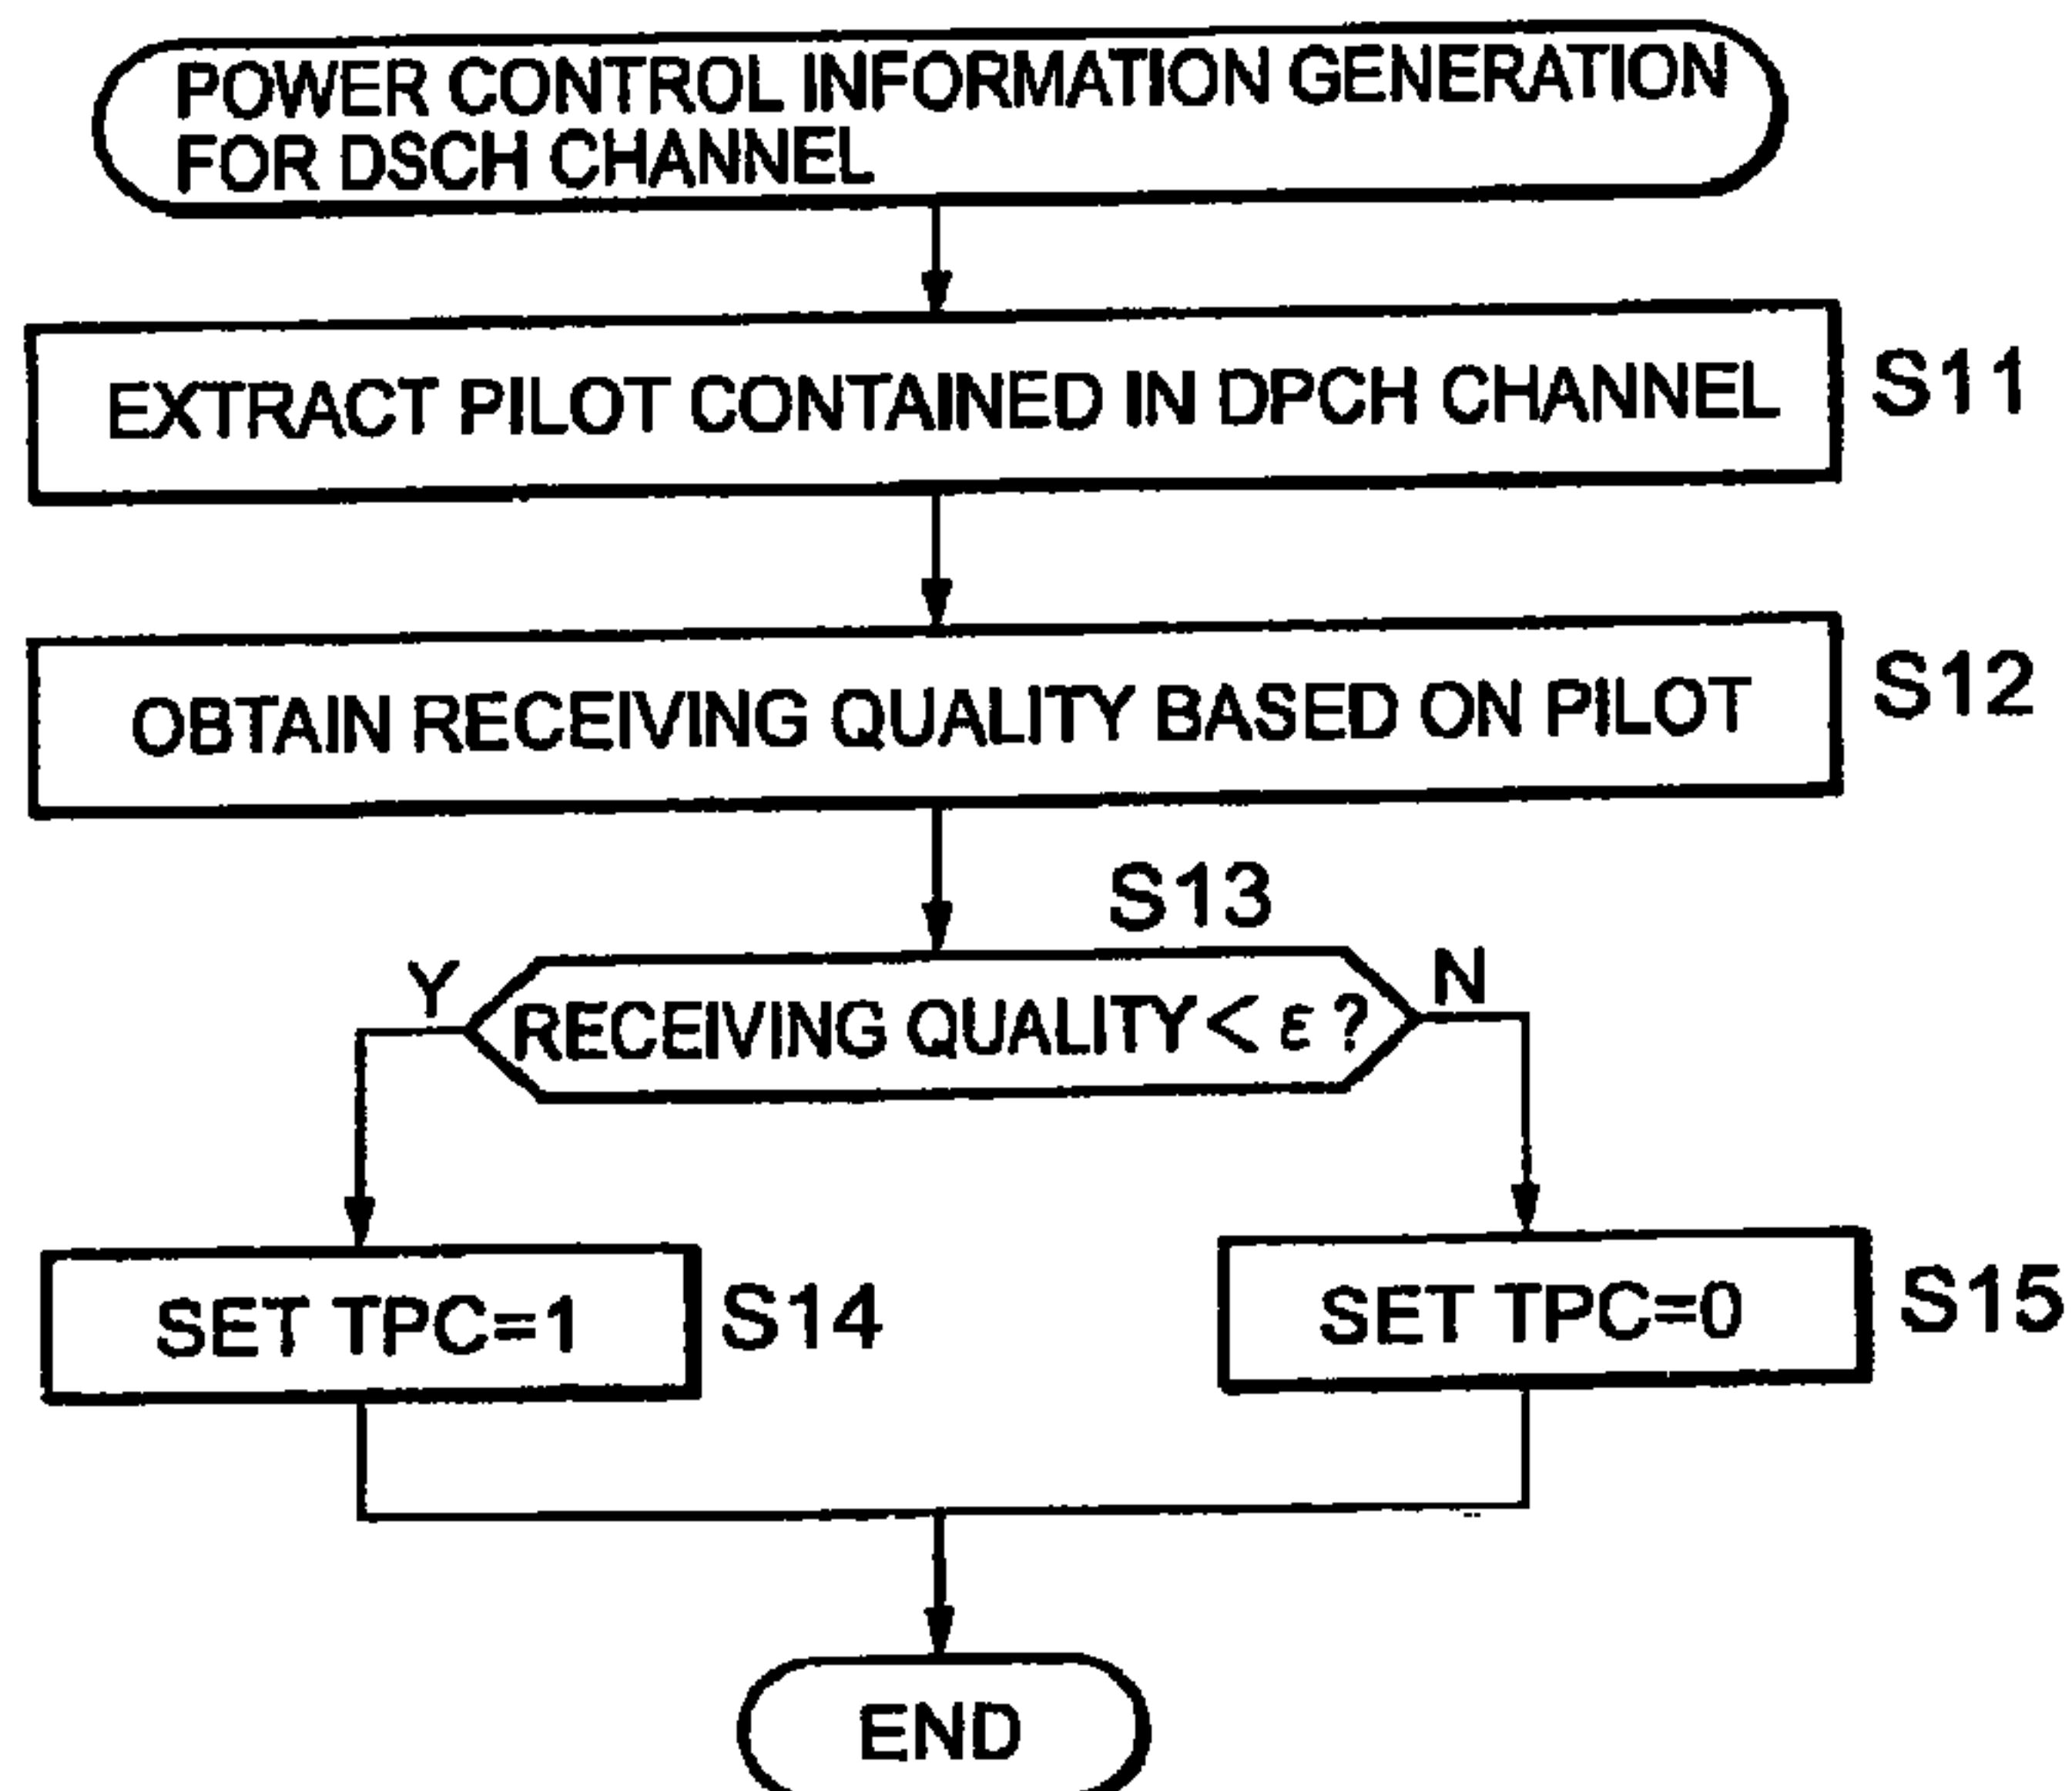 POWER CONTROL INFORMATION GENERATION
FOR DSCH CHANNEL
EXTRACT PILOT CONTAINED IN DPCH CHANNEL
S11
OBTAIN RECEIVING QUALITY BASED ON PILOT
S12
S13
Y
RECEIVING QUALITY < ε ?
N
SET TPC=1
S14
SET TPC=0
S15
END